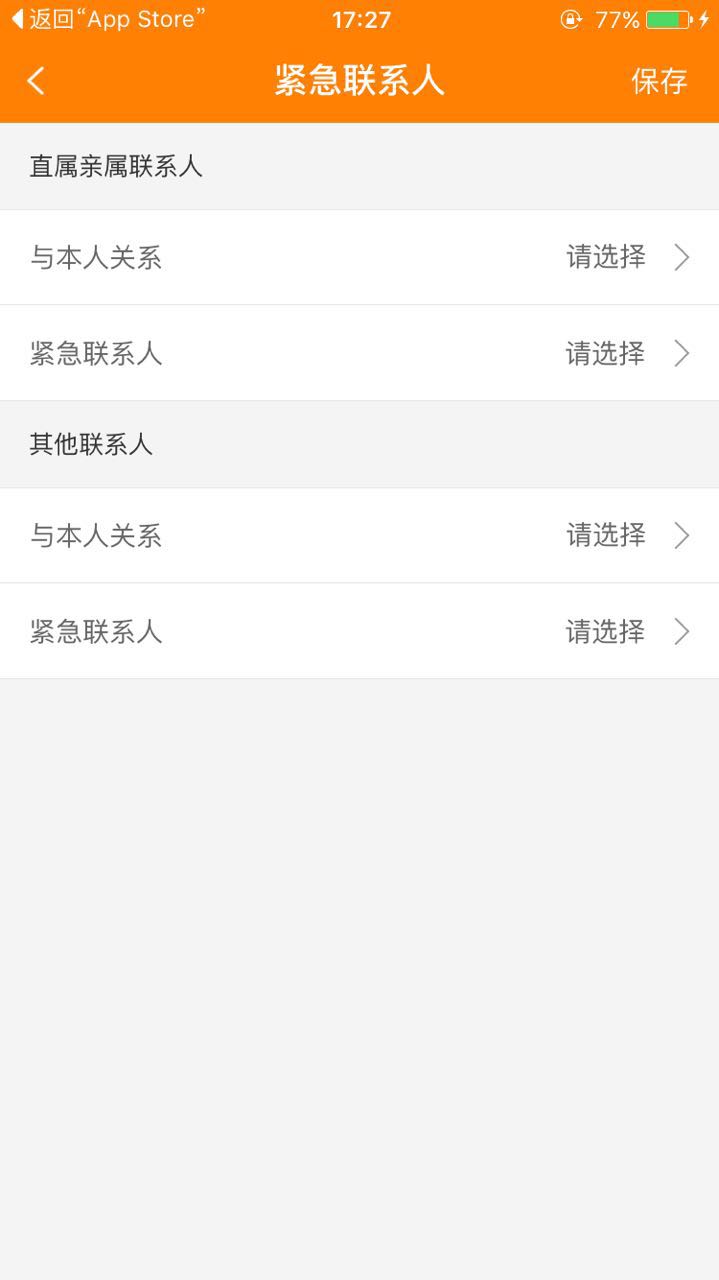 返回“App Store” 17:27 77%
紧急联系人 保存
直属亲属联系人
与本人关系 请选择
紧急联系人 请选择
其他联系人
与本人关系 请选择
紧急联系人 请选择